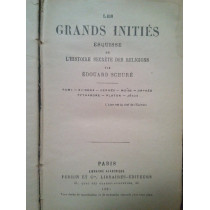 LES
GRANDS INITIÉS
ESQUISSE
DE
L'HISTOIRE SECRÈTE DES RELIGIONS
PAR
ÉDOUARD SCHURÉ
RAMA — KRISHNA — HERMÈS — MOÏSE — ORPHÉE
PYTHAGORE — PLATON — JÉSUS
PARIS
LIBRAIRIE ACADÉMIQUE
PERRIN ET Cie, LIBRAIRES-ÉDITEURS